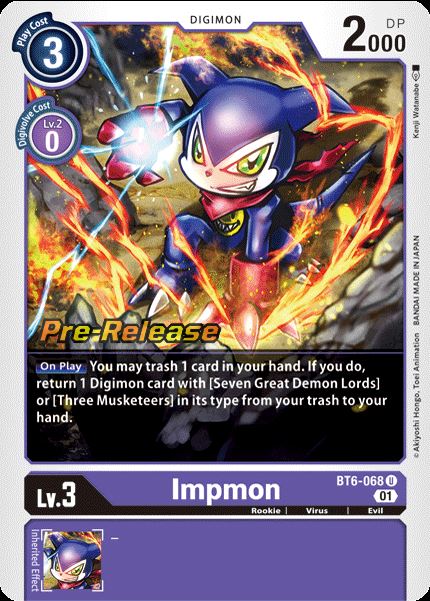 DIGIMON
Play Cost
3
DP
2000
Digivolve Cost
Lv.2
0
Kenji Watanabe
© Akiyoshi Hongo, Toei Animation BANDAI MADE IN JAPAN
Pre-Release
On Play You may trash 1 card in your hand. If you do,
return 1 Digimon card with [Seven Great Demon Lords]
or [Three Musketeers] in its type from your trash to your
hand.
BT6-068 U
Lv.3
Impmon
01
Rookie | Virus | Evil
Inherited Effect
–